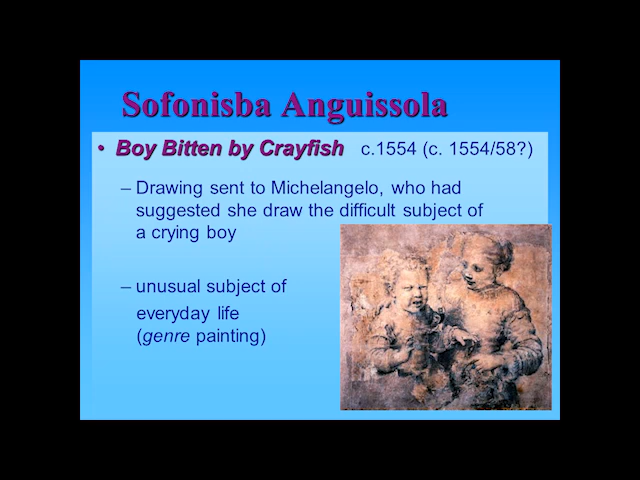 Sofonisba Anguissola
• Boy Bitten by Crayfish c.1554 (c. 1554/58?)
– Drawing sent to Michelangelo, who had
suggested she draw the difficult subject of
a crying boy
– unusual subject of
everyday life
(genre painting)